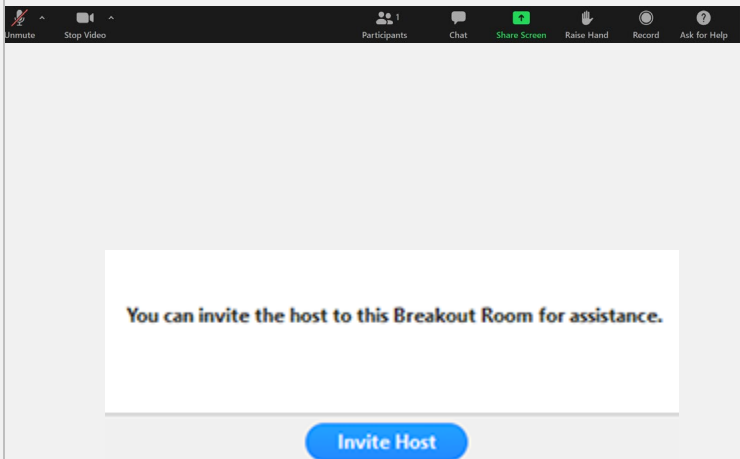 1
Unmute Stop Video Participants Chat Share Screen Raise Hand Record Ask for Help
You can invite the host to this Breakout Room for assistance.
Invite Host